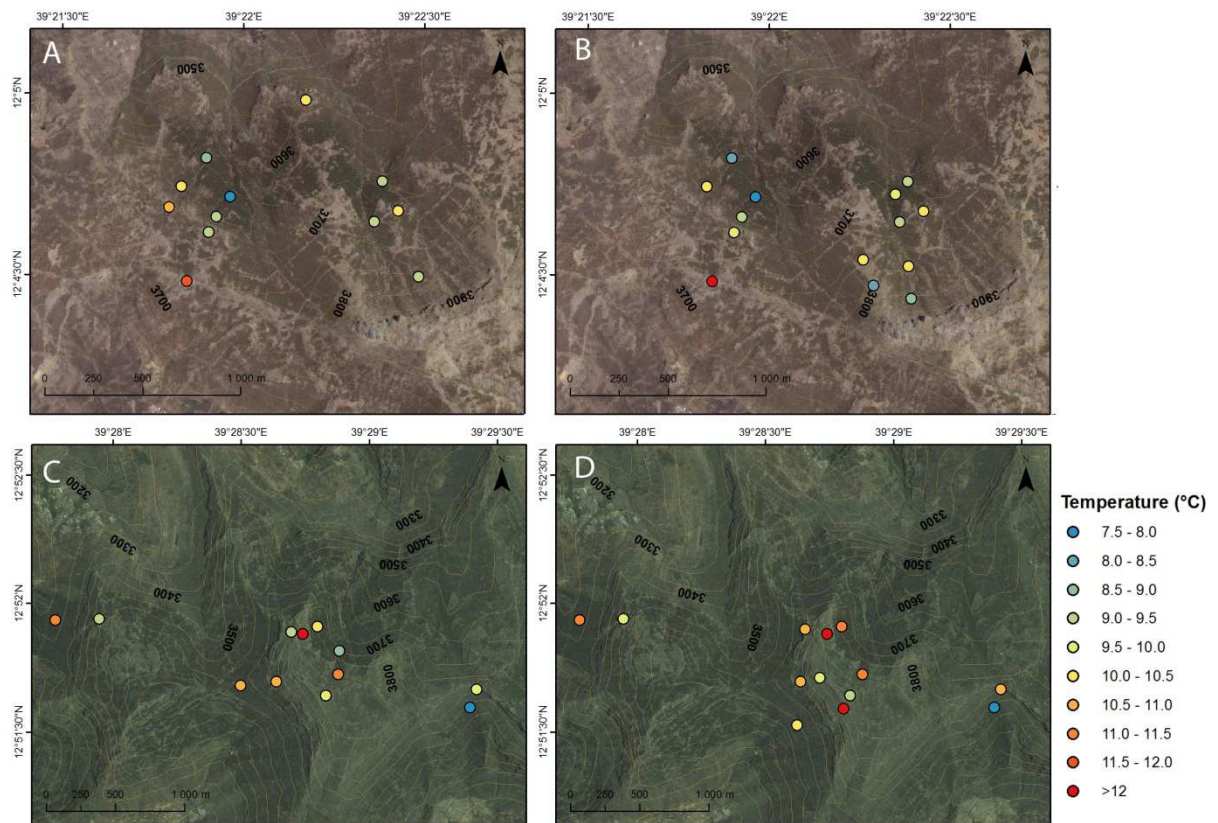 39°21'30"E 39°22'E 39°22'30"E
39°21'30"E 39°22'E 39°22'30"E
A
N
12°5'N
12°4'30"N
3500
3600
3700
3700
3800
3900
0 250 500 1 000 m
B
N
12°5'N
12°4'30"N
3500
3600
3700
3700
3800
3900
0 250 500 1 000 m
39°28'E 39°28'30"E 39°29'E 39°29'30"E
39°28'E 39°28'30"E 39°29'E 39°29'30"E
C
N
12°52'30"N
12°52'N
12°51'30"N
3200
3300
3300
3400
3400
3500
3500
3600
3700
3800
0 250 500 1 000 m
D
N
12°52'30"N
12°52'N
12°51'30"N
3200
3300
3300
3400
3400
3500
3500
3600
3700
3800
0 250 500 1 000 m
Temperature (°C)
7.5 - 8.0
8.0 - 8.5
8.5 - 9.0
9.0 - 9.5
9.5 - 10.0
10.0 - 10.5
10.5 - 11.0
11.0 - 11.5
11.5 - 12.0
>12